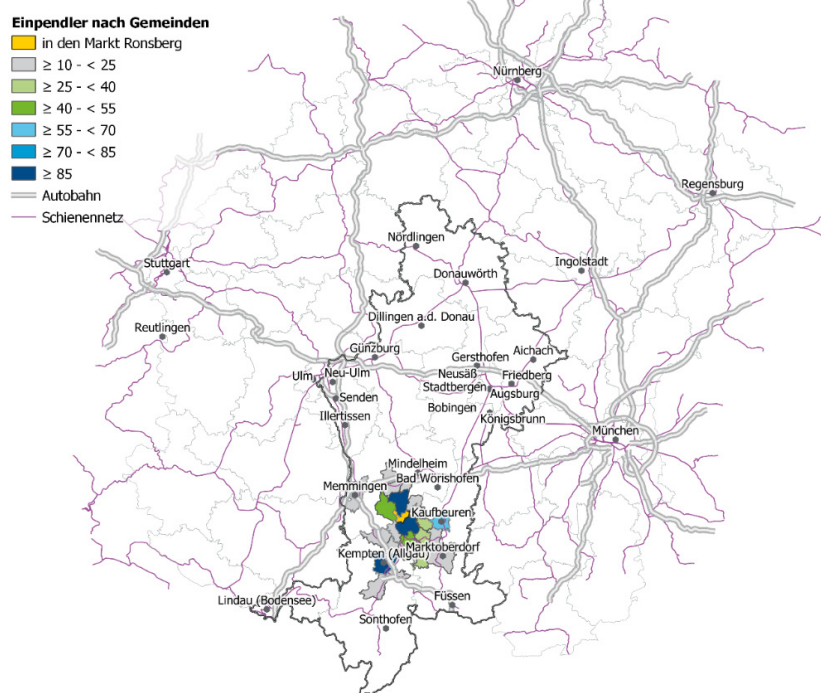 Einpendler nach Gemeinden
in den Markt Ronsberg
≥ 10 - < 25
≥ 25 - < 40
≥ 40 - < 55
≥ 55 - < 70
≥ 70 - < 85
≥ 85
Autobahn
Schienennetz
Nürnberg
Regensburg
Nördlingen
Stuttgart
Ingolstadt
Donauwörth
Dillingen a.d. Donau
Reutlingen
Günzburg
Gersthofen
Aichach
Ulm
Neu-Ulm
Neusäß
Friedberg
Stadtbergen
Augsburg
Senden
Bobingen
Königsbrunn
Illertissen
München
Mindelheim
Bad Wörishofen
Memmingen
Kaufbeuren
Kempten (Allgäu)
Marktoberdorf
Lindau (Bodensee)
Füssen
Sonthofen